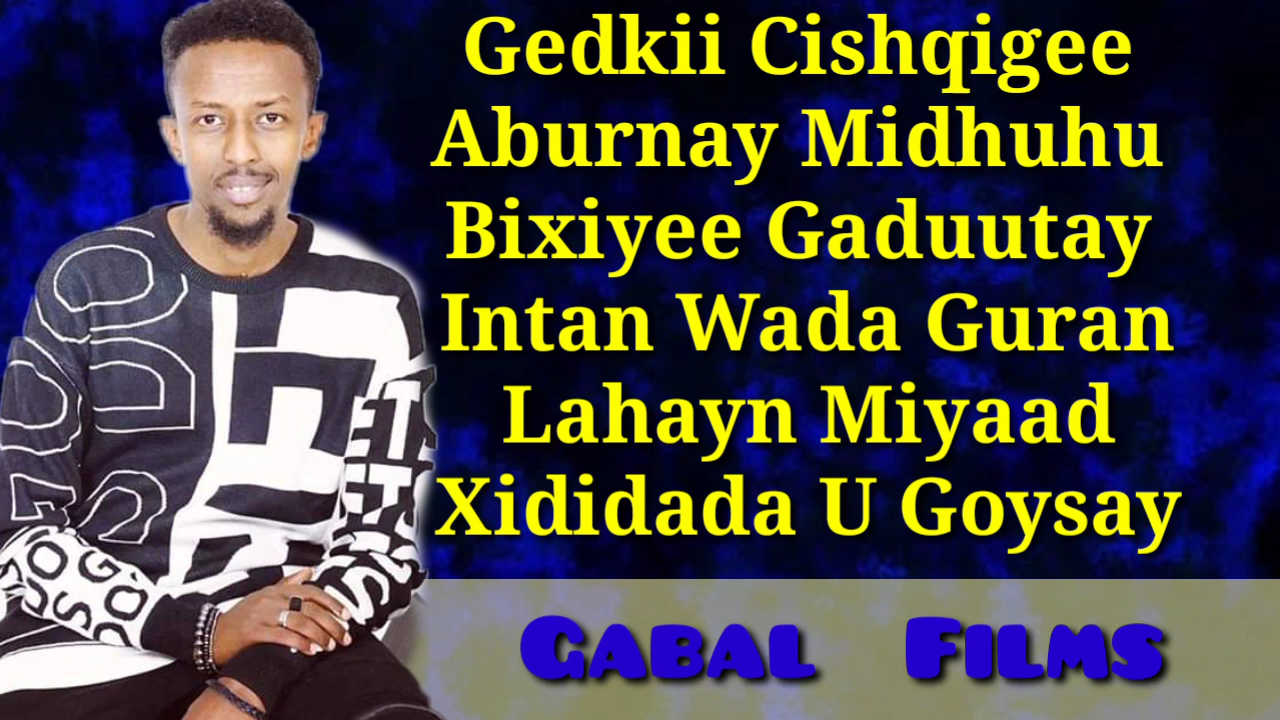 Gedkii Cishqigee
Aburnay Midhuhu
Bixiyee Gaduutay
Intan Wada Guran
Lahayn Miyaad
Xididada U Goysay
GABAL FILMS